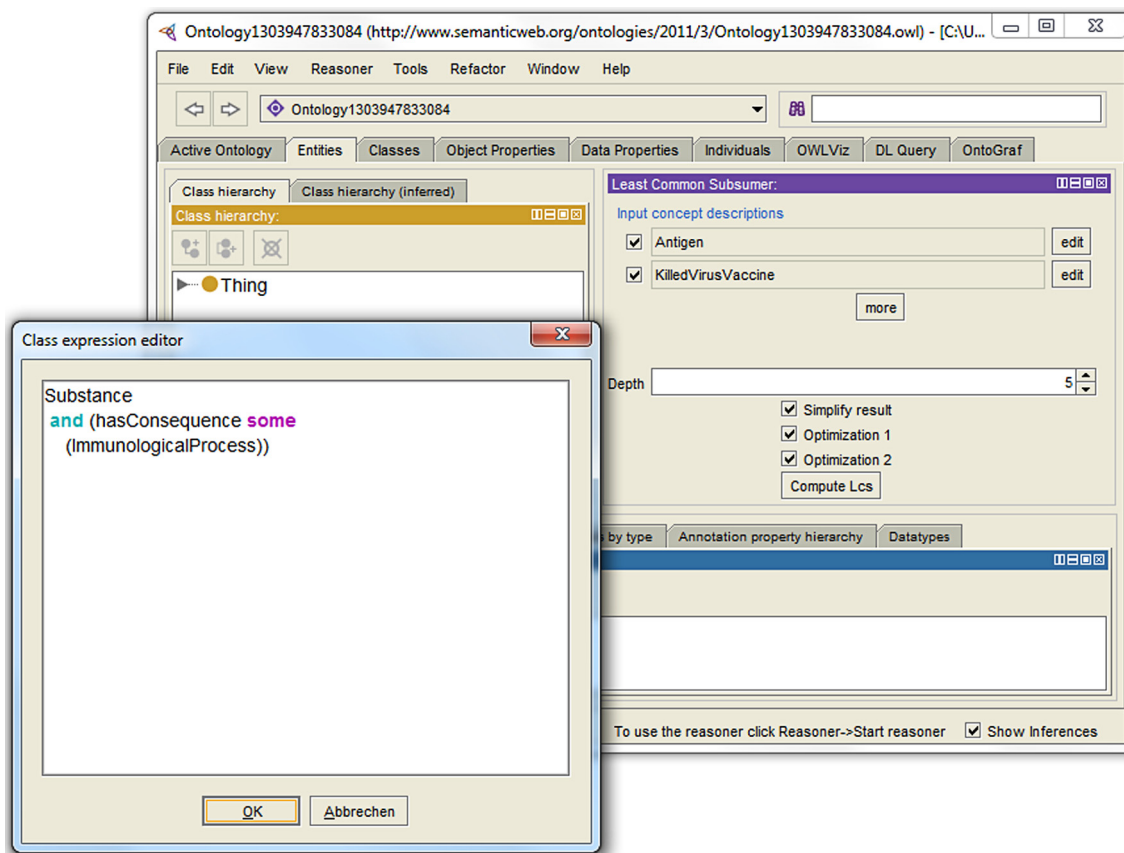 Ontology1303947833084 (http://www.semanticweb.org/ontologies/2011/3/Ontology1303947833084.owl) - [C:\U...
File Edit View Reasoner Tools Refactor Window Help
Ontology1303947833084
Active Ontology Entities Classes Object Properties Data Properties Individuals OWLViz DL Query OntoGraf
Class hierarchy Class hierarchy (inferred)
Class hierarchy:
Thing
Least Common Subsumer:
Input concept descriptions
Antigen edit
KilledVirusVaccine edit
more
Depth 5
Simplify result
Optimization 1
Optimization 2
Compute Lcs
by type Annotation property hierarchy Datatypes
To use the reasoner click Reasoner->Start reasoner Show Inferences
Class expression editor
Substance
and (hasConsequence some
(ImmunologicalProcess))
OK Abbrechen